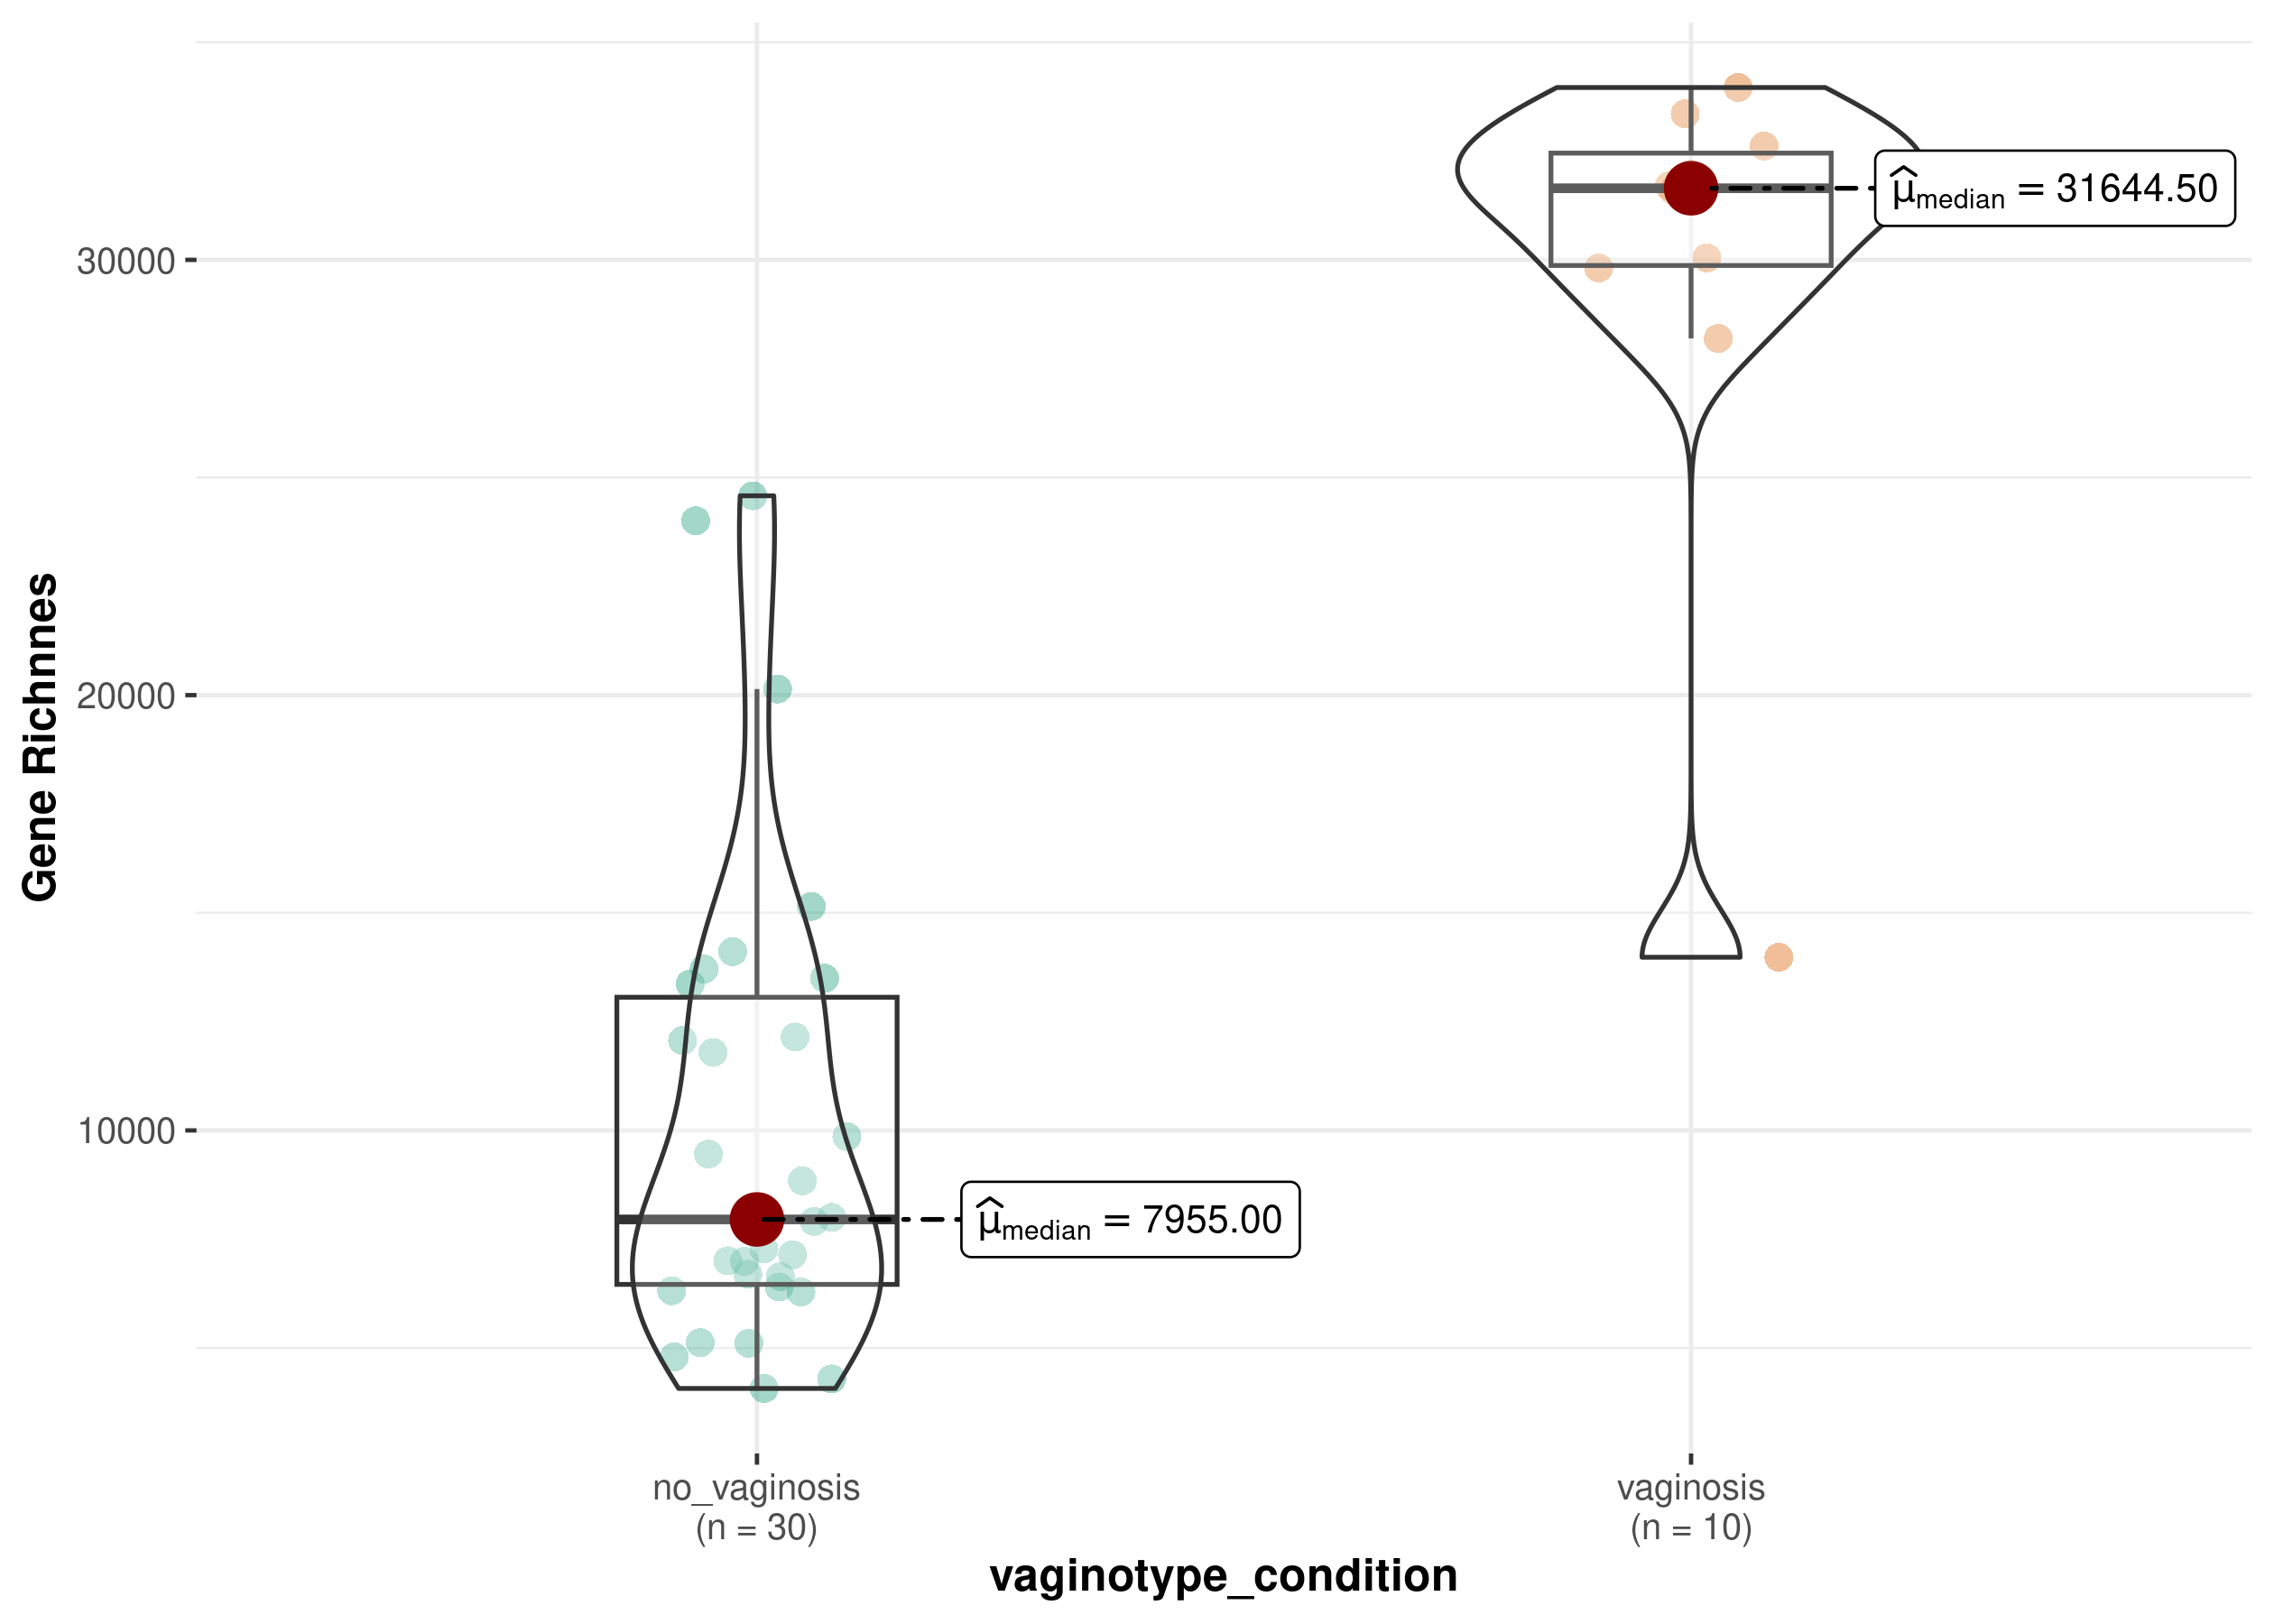 Gene Richnnes
30000
20000
10000
μ̂median = 31644.50
μ̂median = 7955.00
no_vaginosis
(n = 30)
vaginosis
(n = 10)
vaginotype_condition